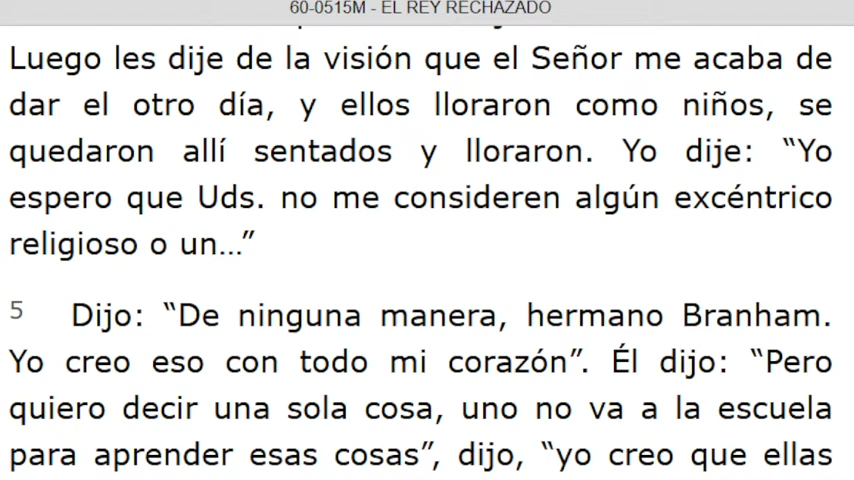 60-0515M - EL REY RECHAZADO
Luego les dije de la visión que el Señor me acaba de
dar el otro día, y ellos lloraron como niños, se
quedaron allí sentados y lloraron. Yo dije: “Yo
espero que Uds. no me consideren algún excéntrico
religioso o un…”
5 Dijo: “De ninguna manera, hermano Branham.
Yo creo eso con todo mi corazón”. Él dijo: “Pero
quiero decir una sola cosa, uno no va a la escuela
para aprender esas cosas”, dijo, “yo creo que ellas